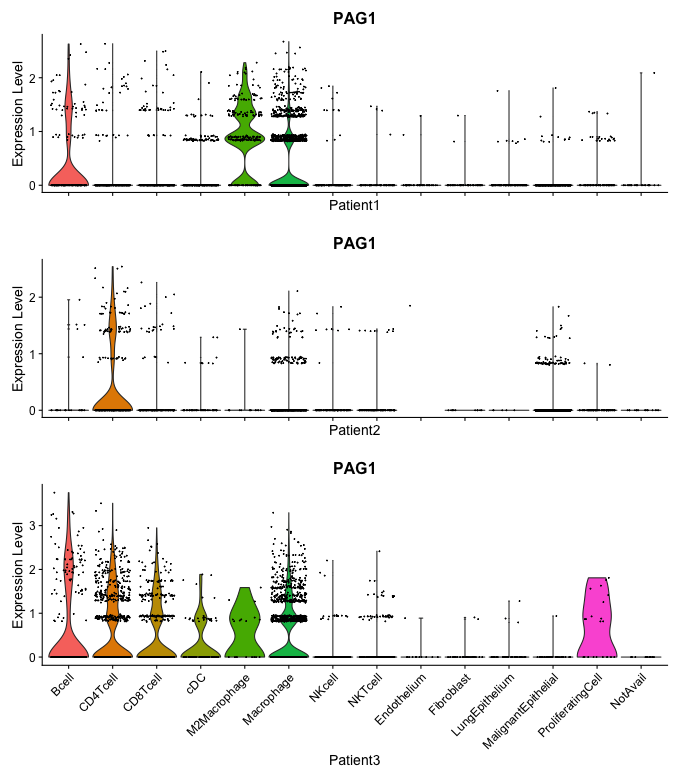 PAG1
Expression Level
2
1
0
Patient1
PAG1
Expression Level
2
1
0
Patient2
PAG1
Expression Level
3
2
1
0
Bcell
CD4Tcell
CD8Tcell
cDC
M2Macrophage
Macrophage
NKcell
NKTcell
Endothelium
Fibroblast
LungEpithelium
MalignantEpithelial
ProliferatingCell
NotAvail
Patient3